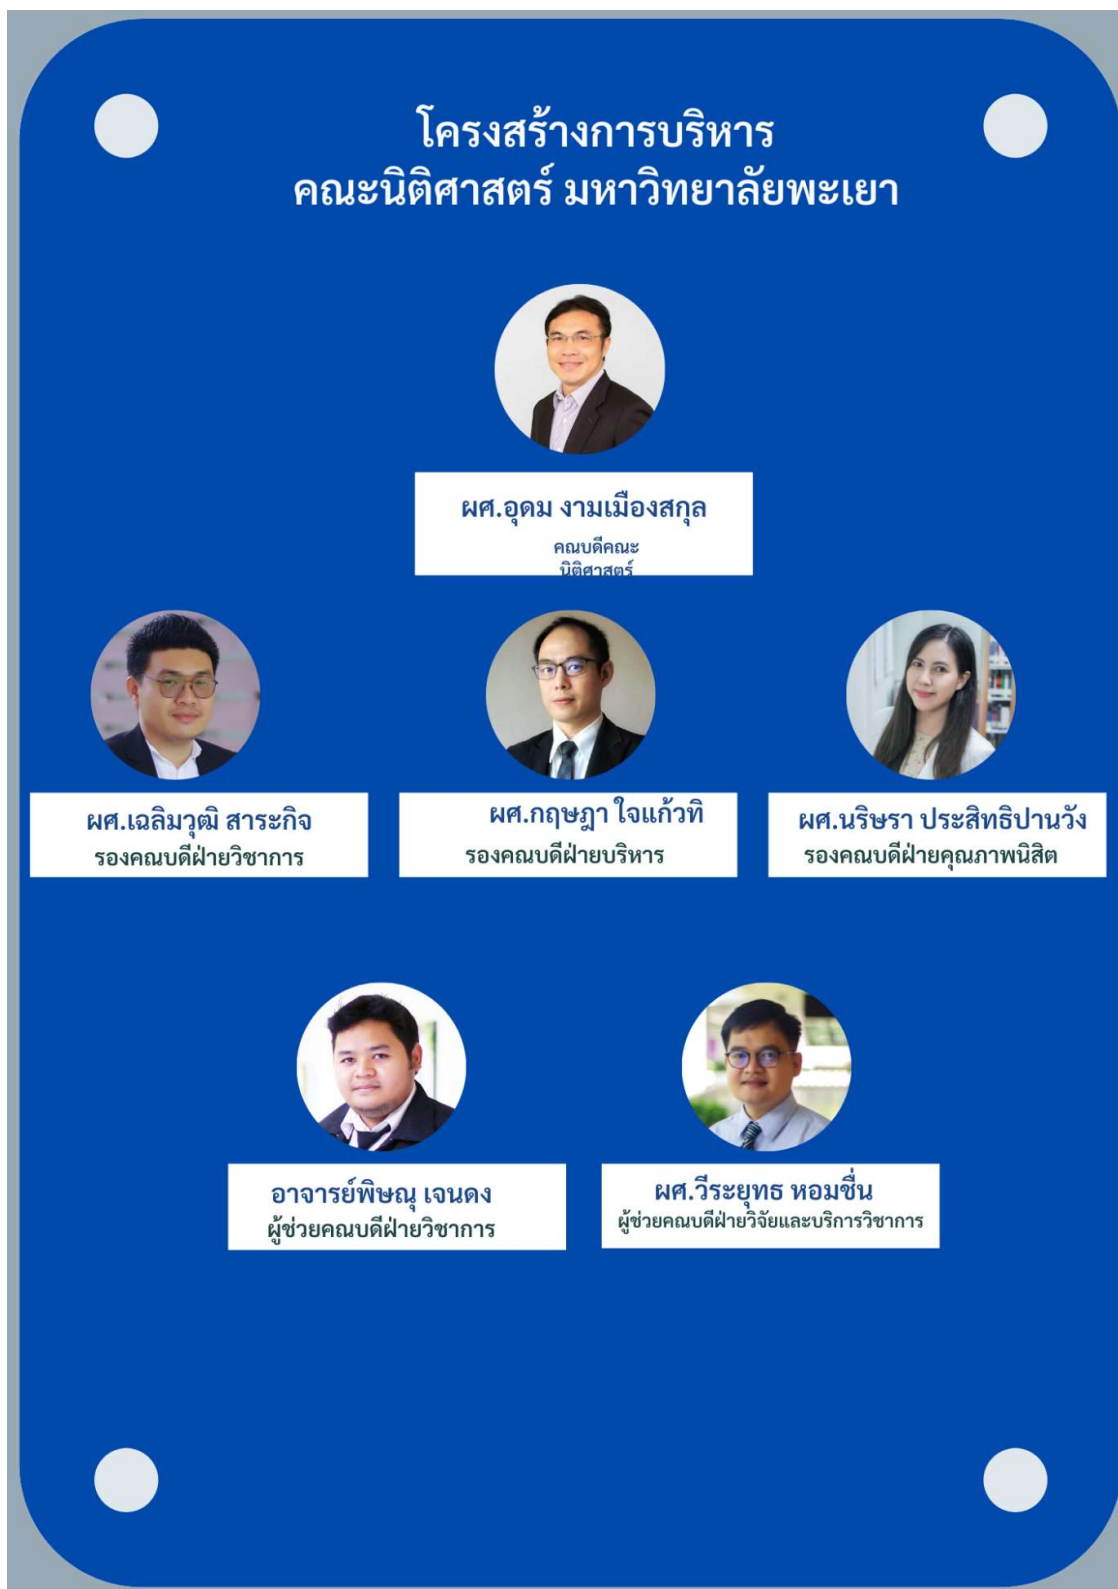 โครงสร้างการบริหาร
คณะนิติศาสตร์ มหาวิทยาลัยพะเยา
ผศ.อุดม งามเมืองสกุล
คณบดีคณะ
นิติศาสตร์
ผศ.เฉลิมวุฒิ สาระกิจ
รองคณบดีฝ่ายวิชาการ
ผศ.กฤษฎา ใจแก้วทิ
รองคณบดีฝ่ายบริหาร
ผศ.นริษรา ประสิทธิปานวัง
รองคณบดีฝ่ายคุณภาพนิสิต
อาจารย์พิษณุ เจนดง
ผู้ช่วยคณบดีฝ่ายวิชาการ
ผศ.วีระยุทธ หอมชื่น
ผู้ช่วยคณบดีฝ่ายวิจัยและบริการวิชาการ